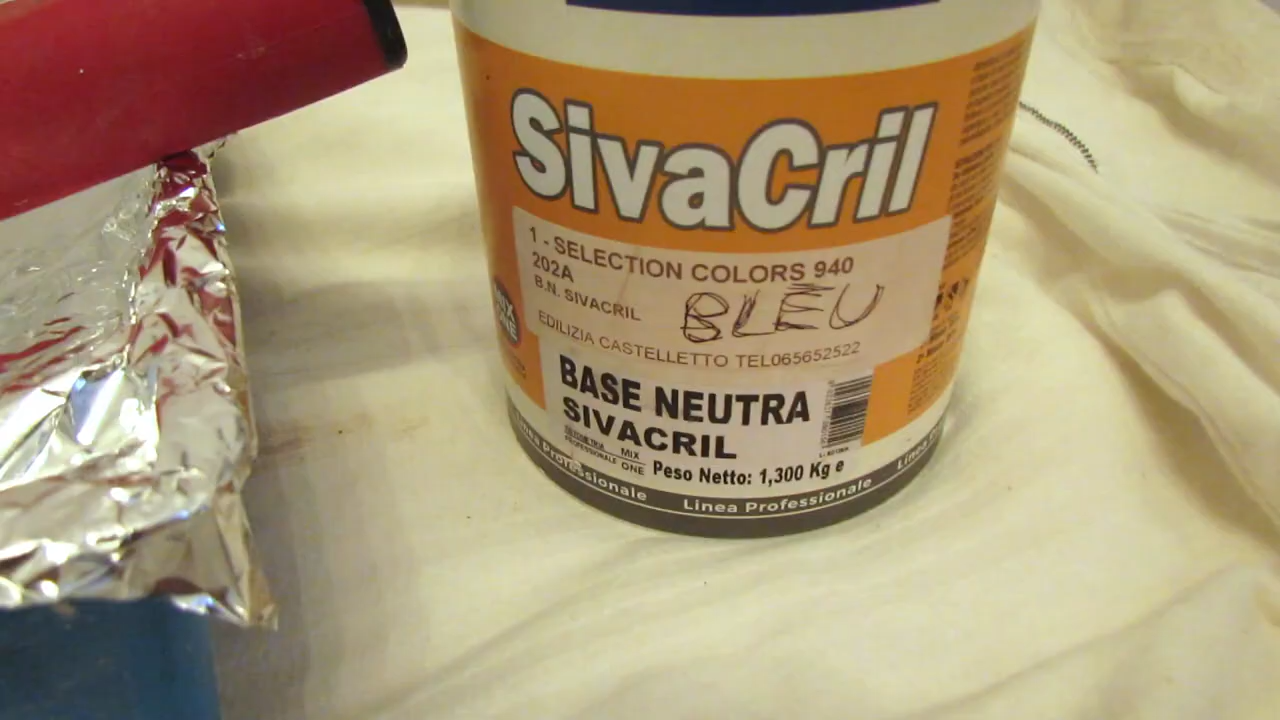 SivaCril
1 - SELECTION COLORS 940
202A
B.N. SIVACRIL
BLEU
EDILIZIA CASTELLETTO TEL065652522
BASE NEUTRA
SIVACRIL
MIX
PROFESSIONALE ONE
Peso Netto: 1,300 Kg e
Linea Professionale
Linea Professionale
Linea